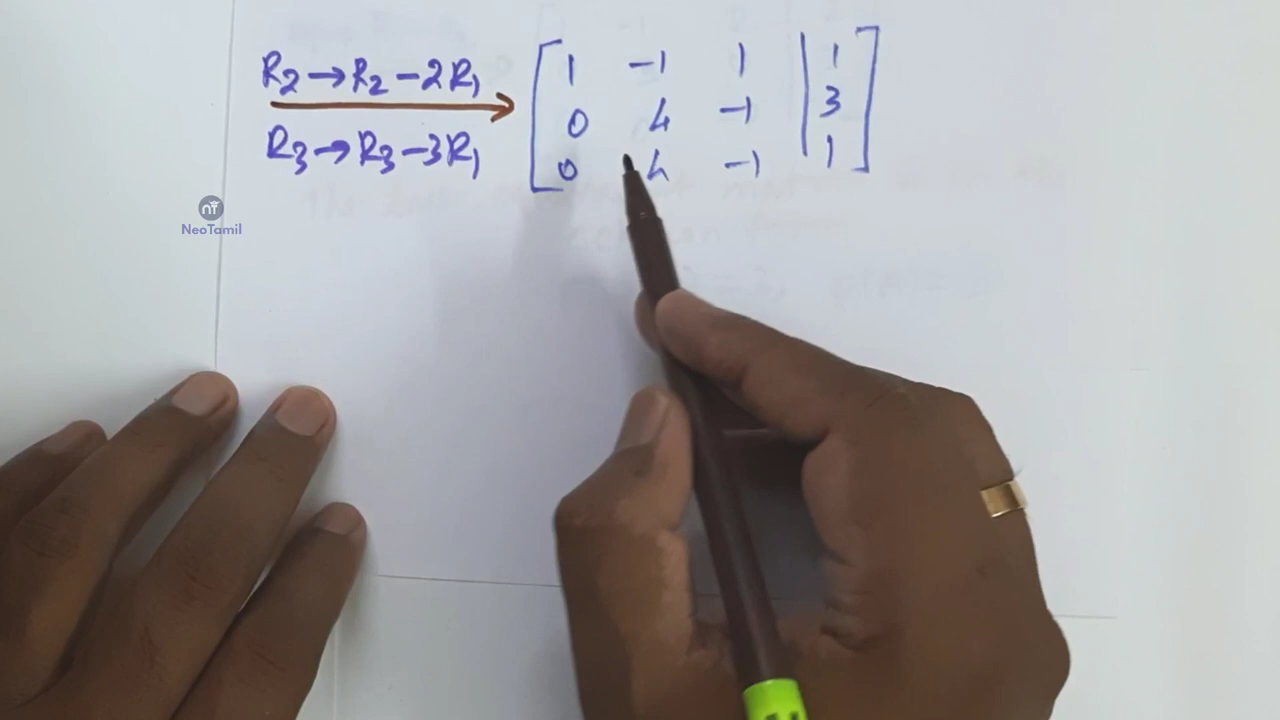 R2 → R2 − 2R1
R3 → R3 − 3R1
1 −1 1 | 1
0 4 −1 | 3
0 4 −1 | 1
NT
NeoTamil